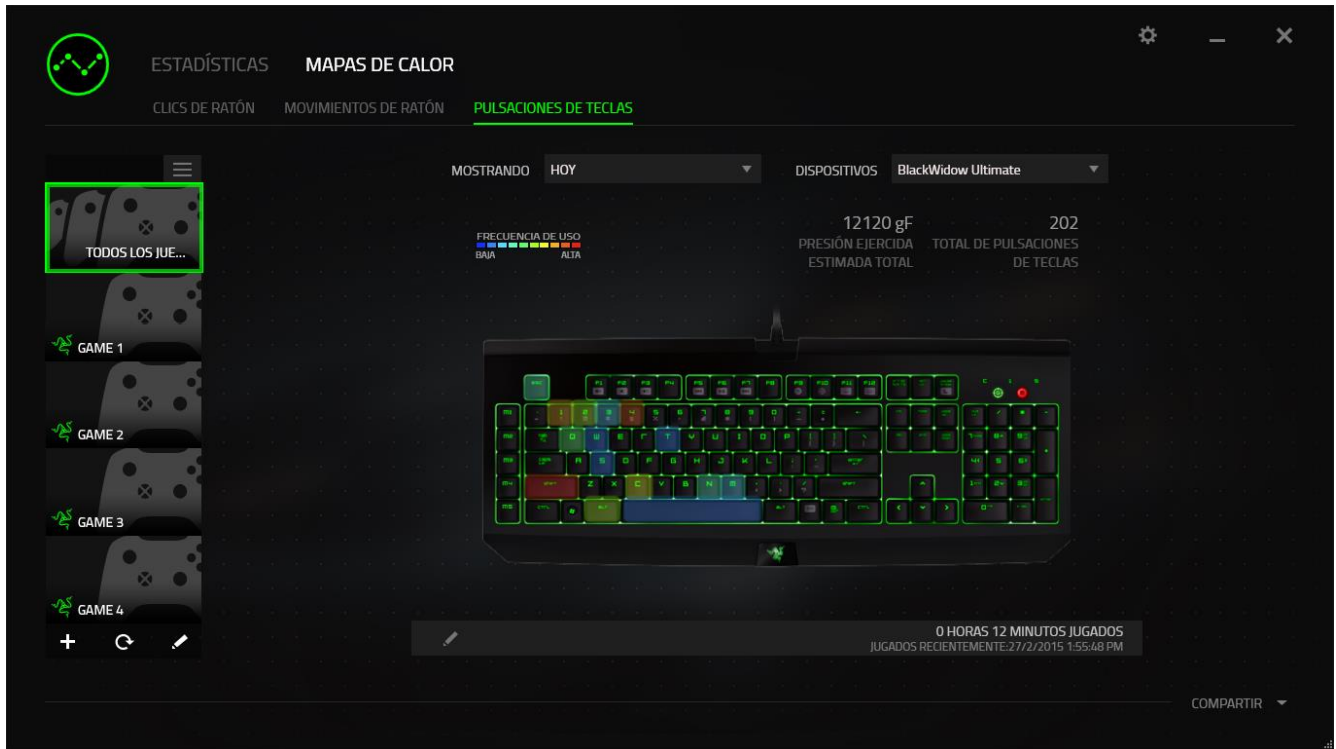 ESTADÍSTICAS MAPAS DE CALOR
CLICS DE RATÓN MOVIMIENTOS DE RATÓN PULSACIONES DE TECLAS
MOSTRANDO HOY DISPOSITIVOS BlackWidow Ultimate
12120 gF 202
FRECUENCIA DE USO
PRESIÓN EJERCIDA TOTAL DE PULSACIONES
BAJA ALTA
ESTIMADA TOTAL DE TECLAS
TODOS LOS JUE...
GAME 1
GAME 2
GAME 3
GAME 4
0 HORAS 12 MINUTOS JUGADOS
JUGADOS RECIENTEMENTE:27/2/2015 1:55:48 PM
COMPARTIR